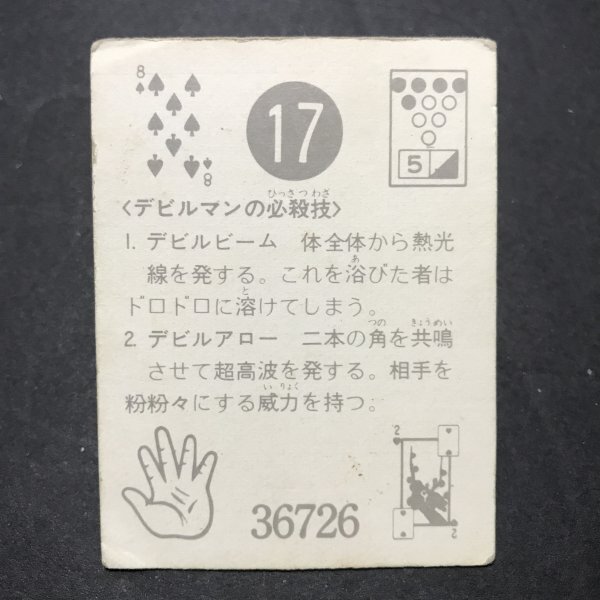 8
17
5
8
ひっさつわざ
<デビルマンの必殺技>
1. デビルビーム 体全体から熱光
あ
線を発する。これを浴びた者は
と
ドロドロに溶けてしまう。
つの きょうめい
2. デビルアロー 二本の角を共鳴
させて超高波を発する。相手を
いりょく
粉粉々にする威力を持つ。
2
36726
2